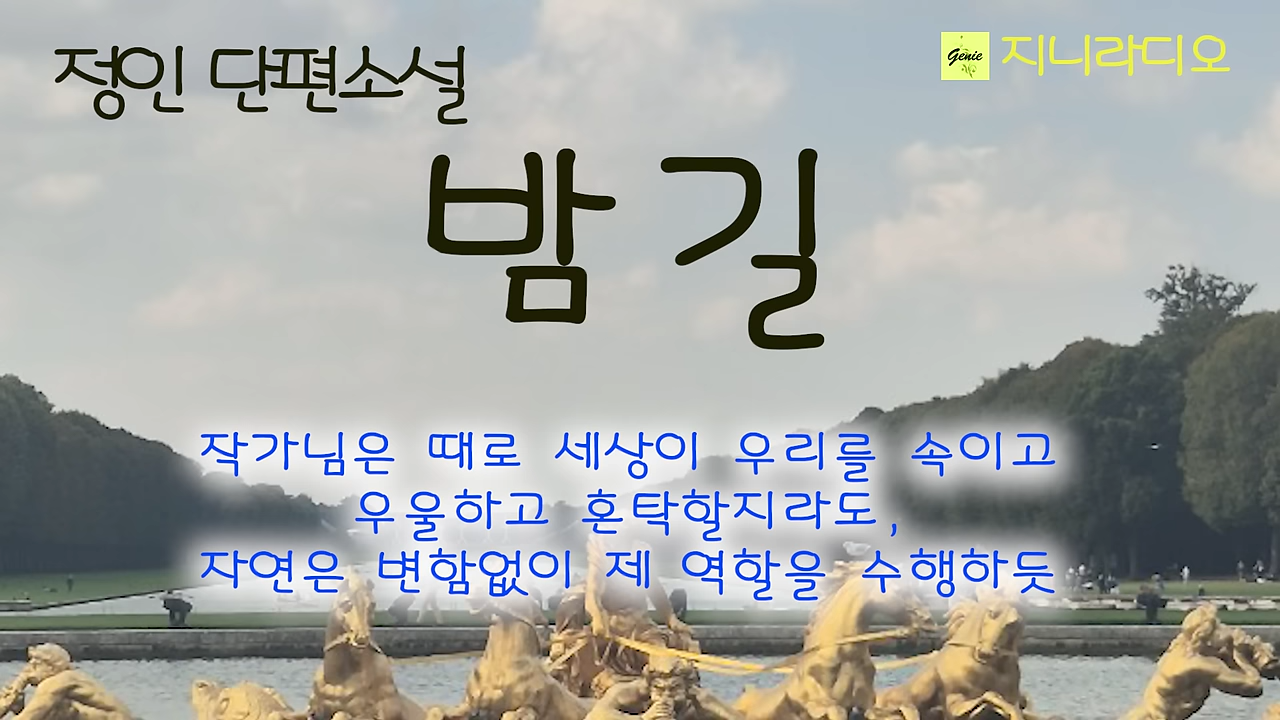 정인 단편소설
Genie 지니라디오
밤 길
작가님은 때로 세상이 우리를 속이고
우울하고 혼탁할지라도,
자연은 변함없이 제 역할을 수행하듯